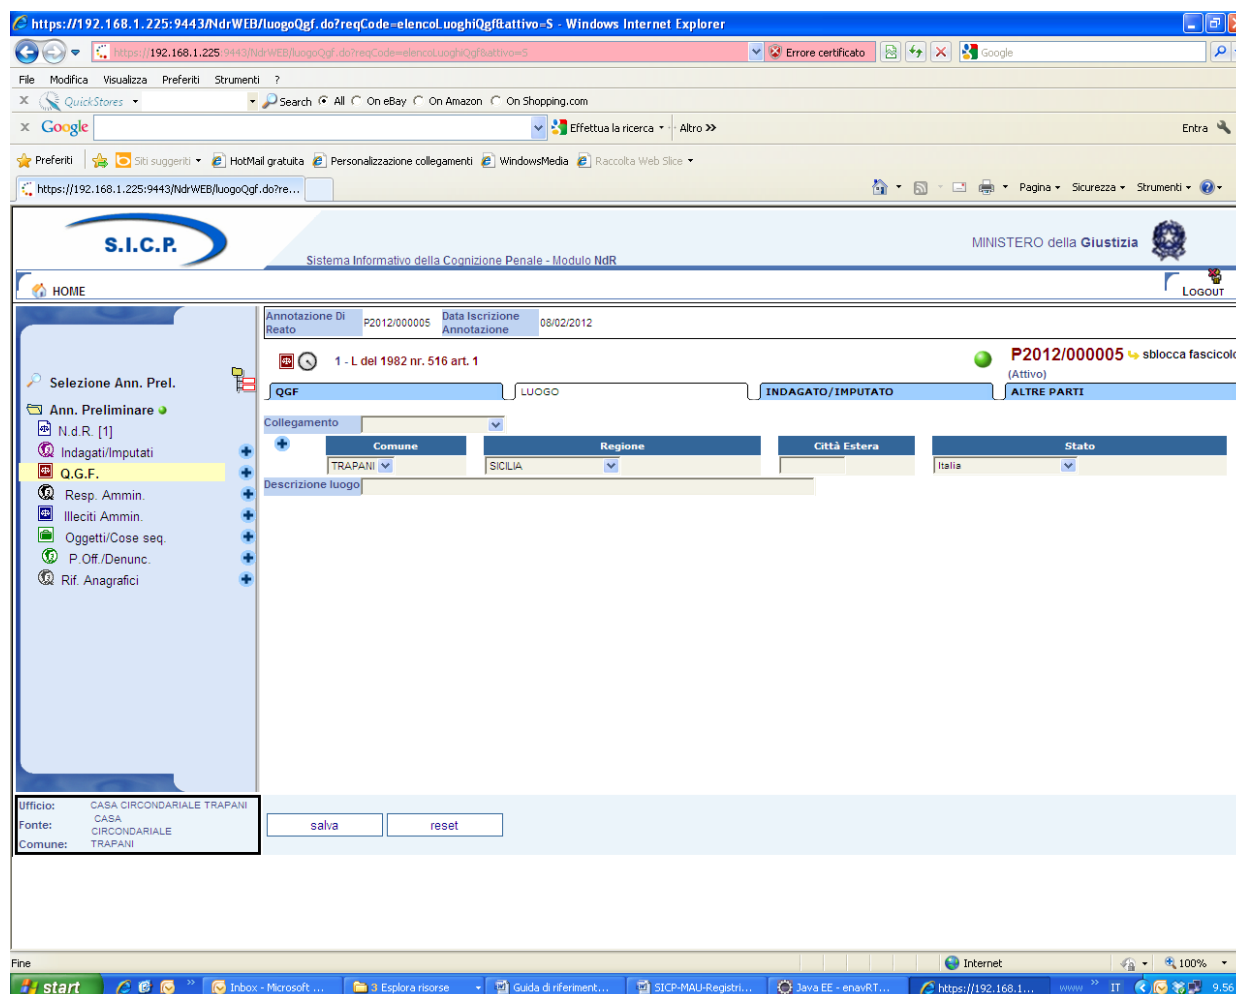 https://192.168.1.225:9443/NdrWEB/luogoQgf.do?reqCode=elencoLuoghiQgf&attivo=S - Windows Internet Explorer
https://192.168.1.225:9443/NdrWEB/luogoQgf.do?reqCode=elencoLuoghiQgf&attivo=S Errore certificato Google
File Modifica Visualizza Preferiti Strumenti ?
X QuickStores Search All On eBay On Amazon On Shopping.com
x Google Effettua la ricerca Altro >> Entra
Preferiti Siti suggeriti HotMail gratuita Personalizzazione collegamenti WindowsMedia Raccolta Web Slice
https://192.168.1.225:9443/NdrWEB/luogoQgf.do?re... Pagina Sicurezza Strumenti
S.I.C.P.
Sistema Informativo della Cognizione Penale - Modulo NdR
MINISTERO della Giustizia
HOME
LOGOUT
Annotazione Di Reato P2012/000005 Data Iscrizione Annotazione 08/02/2012
1 - L del 1982 nr. 516 art. 1
P2012/000005 sblocca fascicolo
(Attivo)
QGF LUOGO INDAGATO/IMPUTATO ALTRE PARTI
Selezione Ann. Prel.
Ann. Preliminare
N.d.R. [1]
Indagati/Imputati
Q.G.F.
Resp. Ammin.
Illeciti Ammin.
Oggetti/Cose seq.
P.Off./Denunc.
Rif. Anagrafici
Collegamento
Comune Regione Città Estera Stato
TRAPANI SICILIA Italia
Descrizione luogo
Ufficio: CASA CIRCONDARIALE TRAPANI
Fonte: CASA CIRCONDARIALE
Comune: TRAPANI
salva reset
Fine Internet 100%
start Inbox - Microsoft ... 3 Esplora risorse Guida di riferiment... SICP-MAU-Registri... Java EE - enavRT... https://192.168.1... www >> IT 9.56